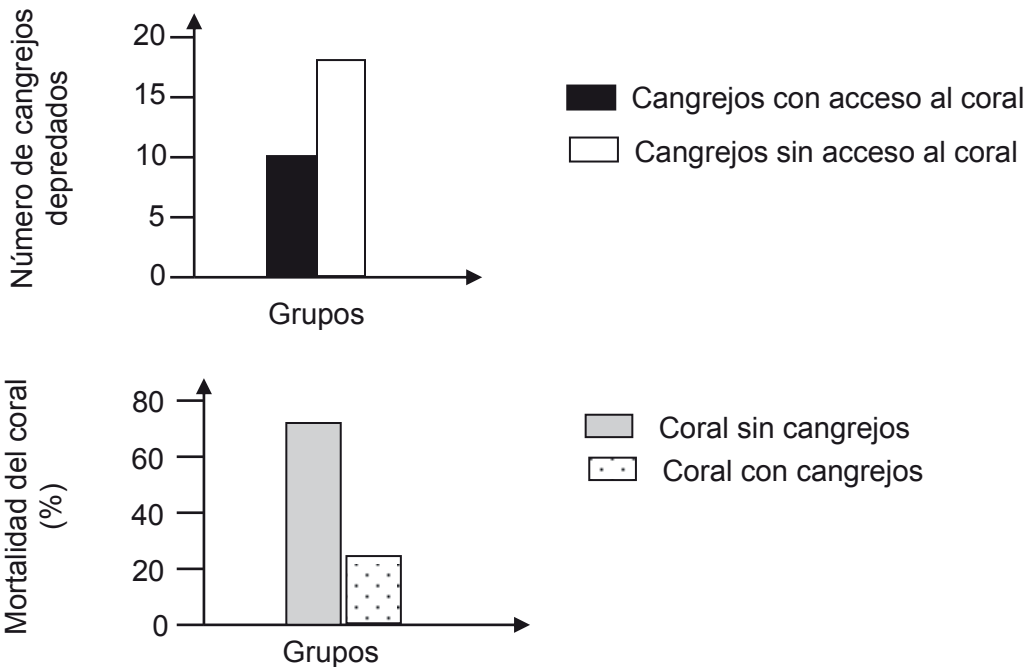 Número de cangrejos
depredados
20
15
10
5
0
Grupos
Cangrejos con acceso al coral
Cangrejos sin acceso al coral
Mortalidad del coral
(%)
80
60
40
20
0
Grupos
Coral sin cangrejos
Coral con cangrejos